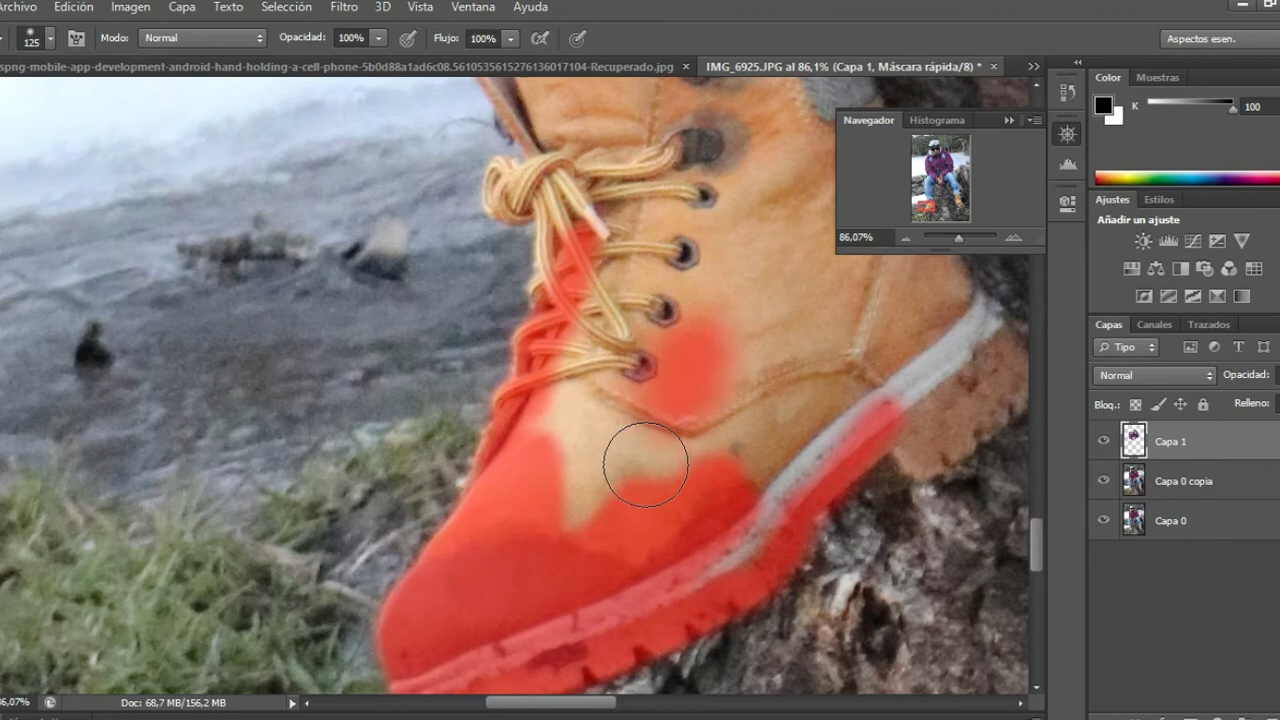 Archivo Edición Imagen Capa Texto Selección Filtro 3D Vista Ventana Ayuda
125 Modo: Normal Opacidad: 100% Flujo: 100% Aspectos esen.
spng-mobile-app-development-android-hand-holding-a-cell-phone-5b0d88a1ad6c08.5610535615276136017104-Recuperado.jpg × IMG_6925.JPG al 86,1% (Capa 1, Máscara rápida/8) * ×
Color Muestras
K 100
Navegador Histograma
86,07%
Ajustes Estilos
Añadir un ajuste
Capas Canales Trazados
Tipo
Normal Opacidad:
Bloq.: Relleno:
Capa 1
Capa 0 copia
Capa 0
86,07% Doc: 68,7 MB/156,2 MB